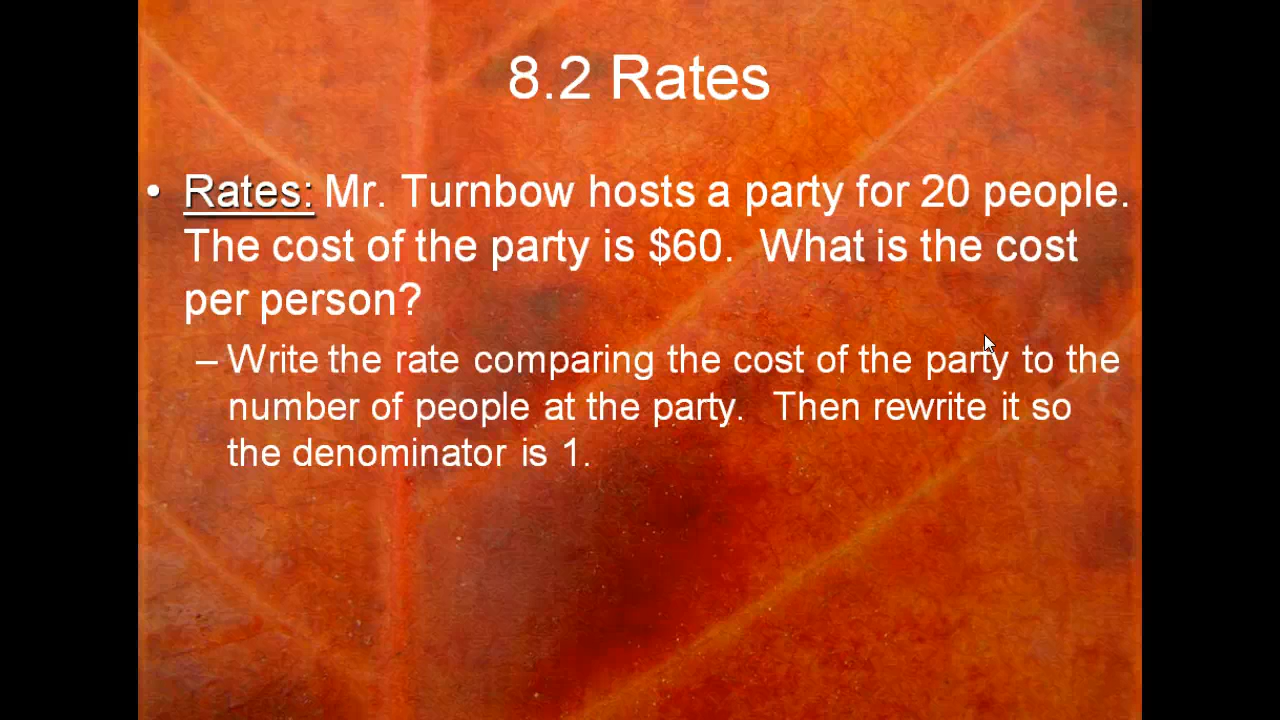 8.2 Rates
• Rates: Mr. Turnbow hosts a party for 20 people.
The cost of the party is $60.  What is the cost
per person?
– Write the rate comparing the cost of the party to the
number of people at the party.   Then rewrite it so
the denominator is 1.